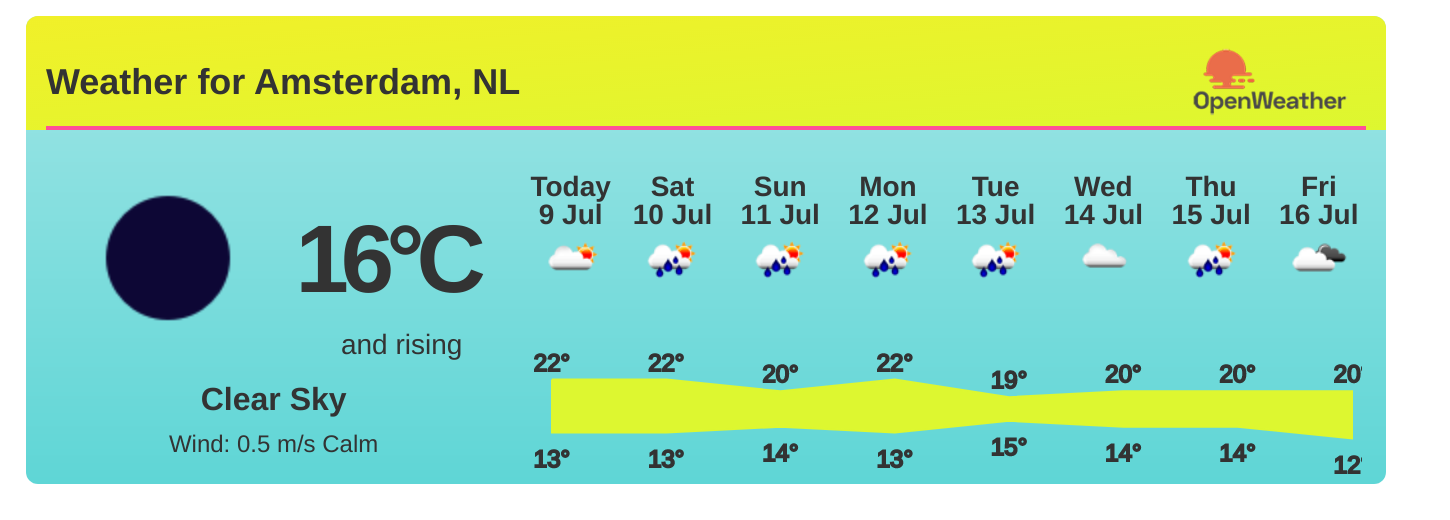 Weather for Amsterdam, NL
OpenWeather
16°C
and rising
Clear Sky
Wind: 0.5 m/s Calm
Today Sat Sun Mon Tue Wed Thu Fri
9 Jul 10 Jul 11 Jul 12 Jul 13 Jul 14 Jul 15 Jul 16 Jul
22° 22° 20° 22° 19° 20° 20° 20°
13° 13° 14° 13° 15° 14° 14° 12°